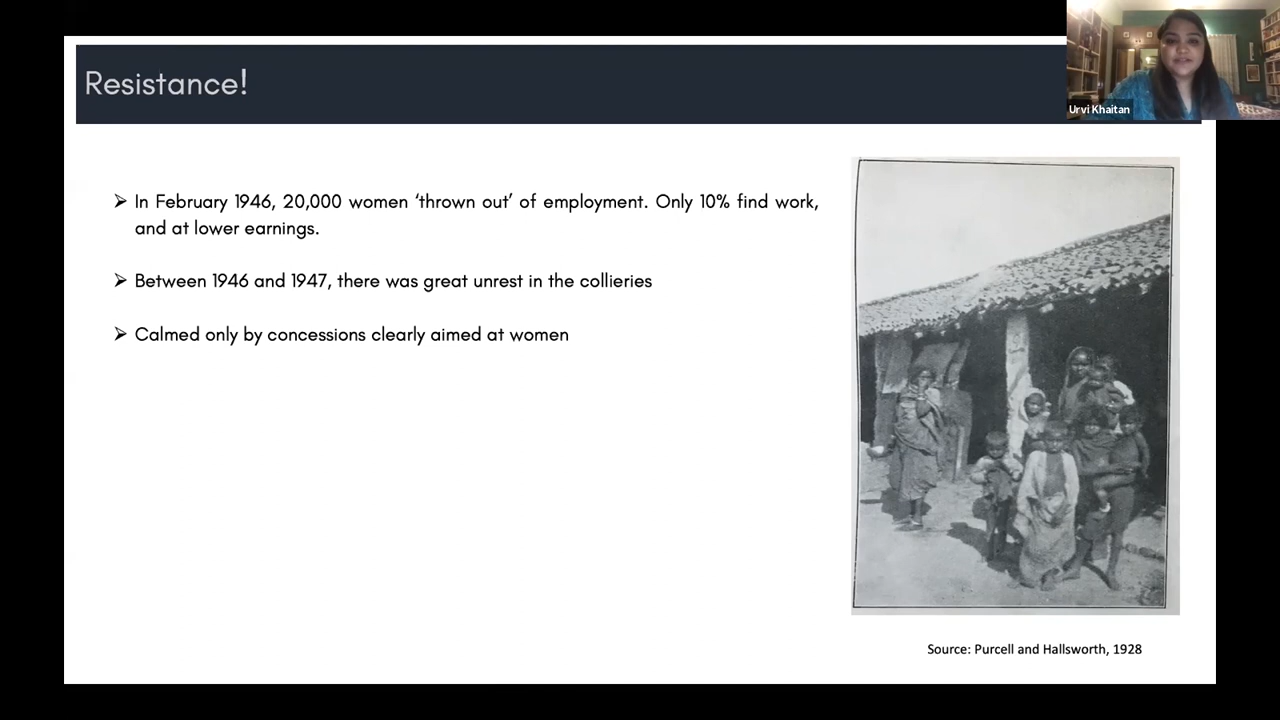 Resistance!
Urvi Khaitan
➢ In February 1946, 20,000 women ‘thrown out’ of employment. Only 10% find work,
and at lower earnings.
➢ Between 1946 and 1947, there was great unrest in the collieries
➢ Calmed only by concessions clearly aimed at women
Source: Purcell and Hallsworth, 1928